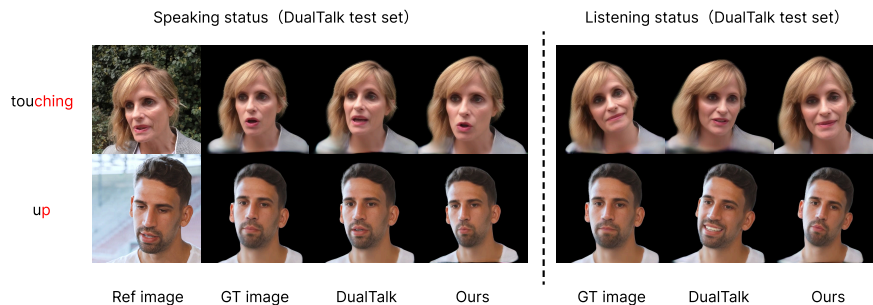 Speaking status（DualTalk test set）
Listening status（DualTalk test set）
touching
up
Ref image
GT image
DualTalk
Ours
GT image
DualTalk
Ours